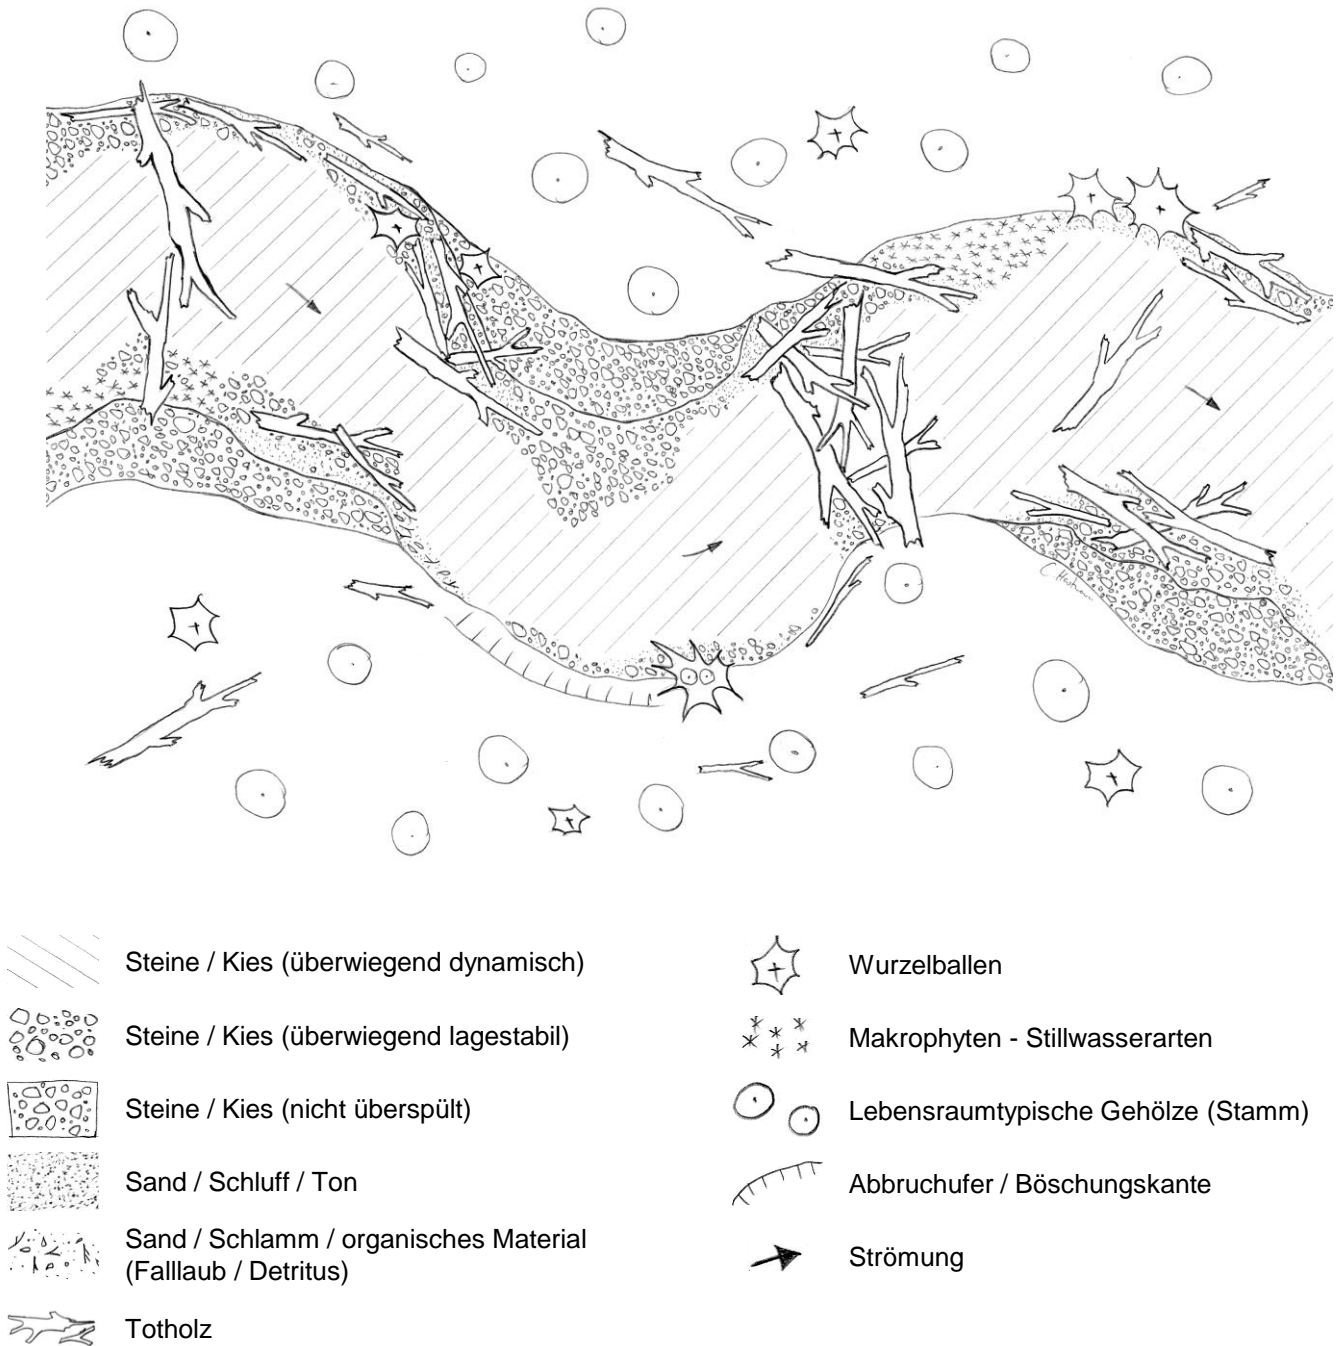 Steine / Kies (überwiegend dynamisch)
Steine / Kies (überwiegend lagestabil)
Steine / Kies (nicht überspült)
Sand / Schluff / Ton
Sand / Schlamm / organisches Material
(Falllaub / Detritus)
Totholz
Wurzelballen
Makrophyten - Stillwasserarten
Lebensraumtypische Gehölze (Stamm)
Abbruchufer / Böschungskante
Strömung